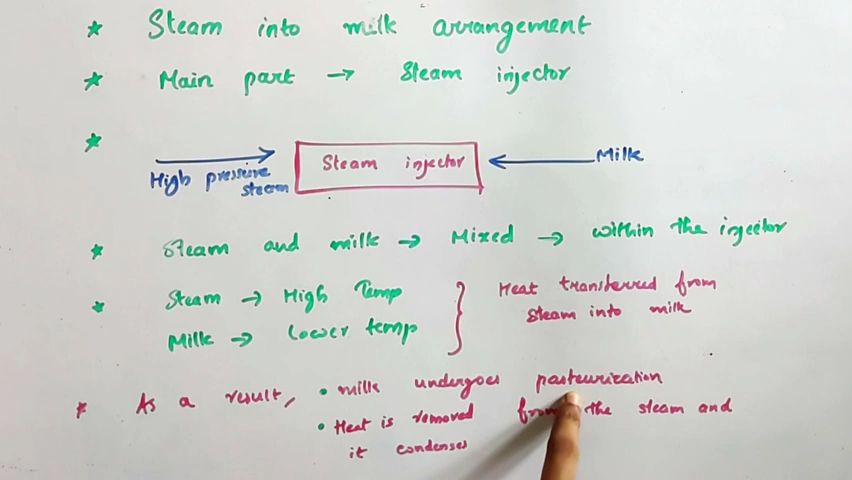 * Steam into milk arrangement
* Main part → Steam injector
*
High pressure steam → Steam injector ← Milk
* Steam and milk → Mixed → within the injector
* Steam → High Temp
Milk → Lower temp
} Heat transferred from
steam into milk
* As a result, • milk undergoes pasteurization
• Heat is removed from the steam and
it condenses